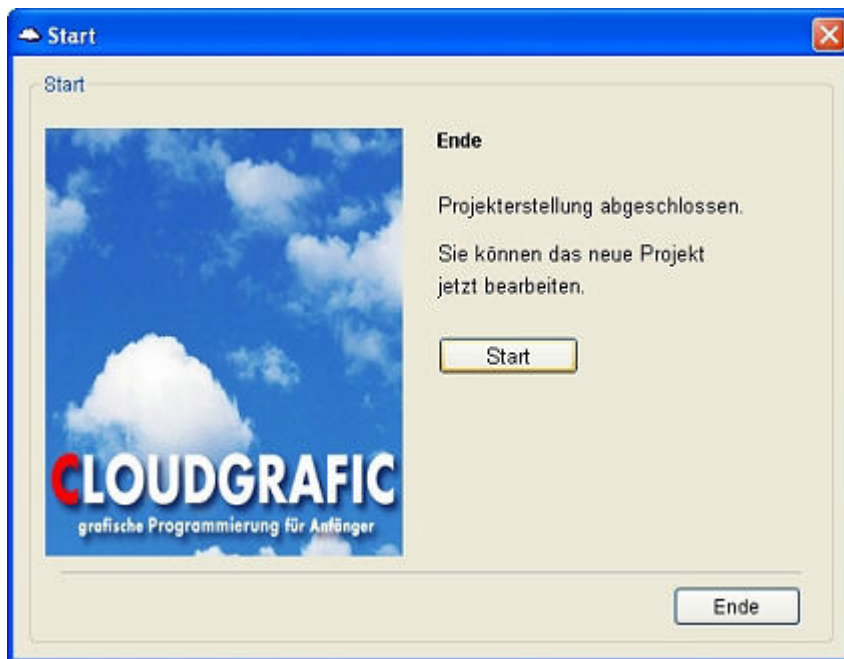 Start
Start
Ende
Projekterstellung abgeschlossen.
Sie können das neue Projekt
jetzt bearbeiten.
Start
CLOUDGRAFIC
grafische Programmierung für Anfänger
Ende